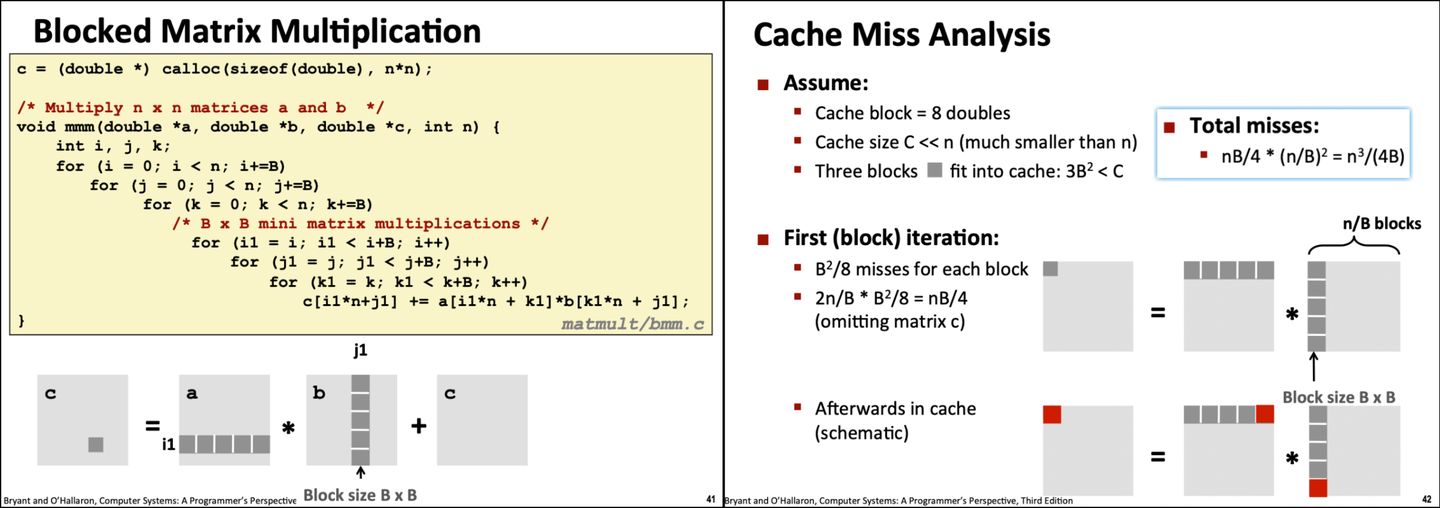 Blocked Matrix Multiplication
c = (double *) calloc(sizeof(double), n*n);
/* Multiply n x n matrices a and b */
void mmm(double *a, double *b, double *c, int n) {
int i, j, k;
for (i = 0; i < n; i+=B)
for (j = 0; j < n; j+=B)
for (k = 0; k < n; k+=B)
/* B x B mini matrix multiplications */
for (i1 = i; i1 < i+B; i++)
for (j1 = j; j1 < j+B; j++)
for (k1 = k; k1 < k+B; k++)
c[i1*n+j1] += a[i1*n + k1]*b[k1*n + j1];
}
matmult/bmm.c
j1
c
=
i1
a
*
b
+
c
Block size B x B
Bryant and O'Hallaron, Computer Systems: A Programmer's Perspective
41
Cache Miss Analysis
Assume:
Cache block = 8 doubles
Cache size C << n (much smaller than n)
Three blocks fit into cache: 3B² < C
Total misses:
nB/4 * (n/B)² = n³/(4B)
First (block) iteration:
B²/8 misses for each block
2n/B * B²/8 = nB/4
(omitting matrix c)
n/B blocks
=
*
Block size B x B
Afterwards in cache
(schematic)
=
*
Bryant and O'Hallaron, Computer Systems: A Programmer's Perspective, Third Edition
42